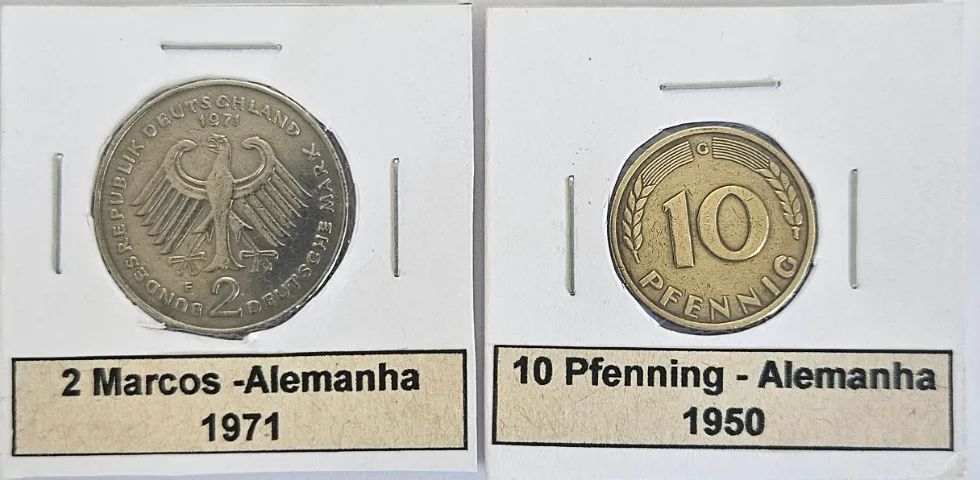 BUNDESREPUBLIK DEUTSCHLAND
1971
E
2
DEUTSCHE MARK
2 Marcos -Alemanha
1971
G
10
PFENNIG
10 Pfenning - Alemanha
1950